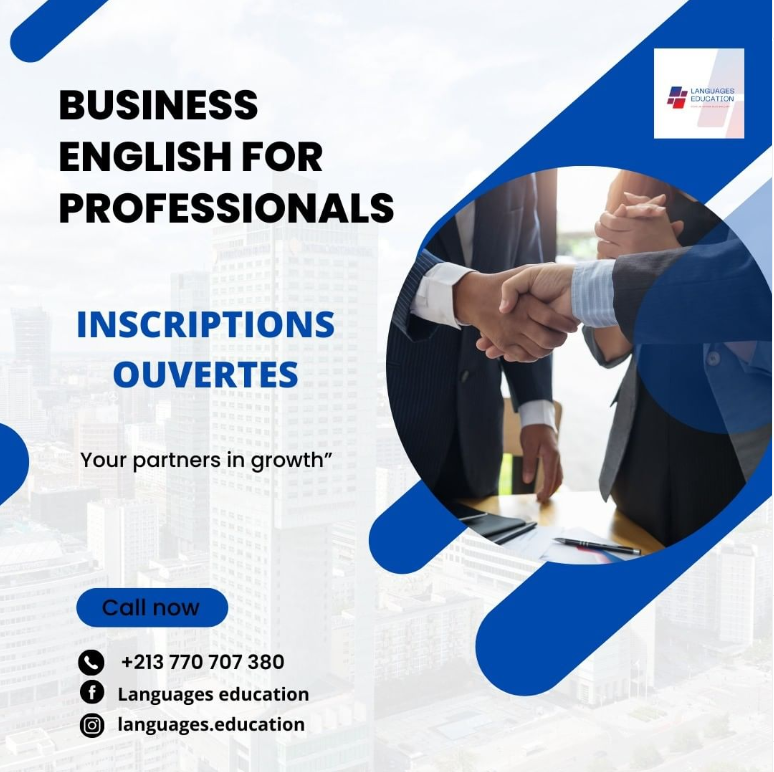 LANGUAGES
EDUCATION
BUSINESS
ENGLISH FOR
PROFESSIONALS
INSCRIPTIONS
OUVERTES
Your partners in growth”
Call now
+213 770 707 380
Languages education
languages.education